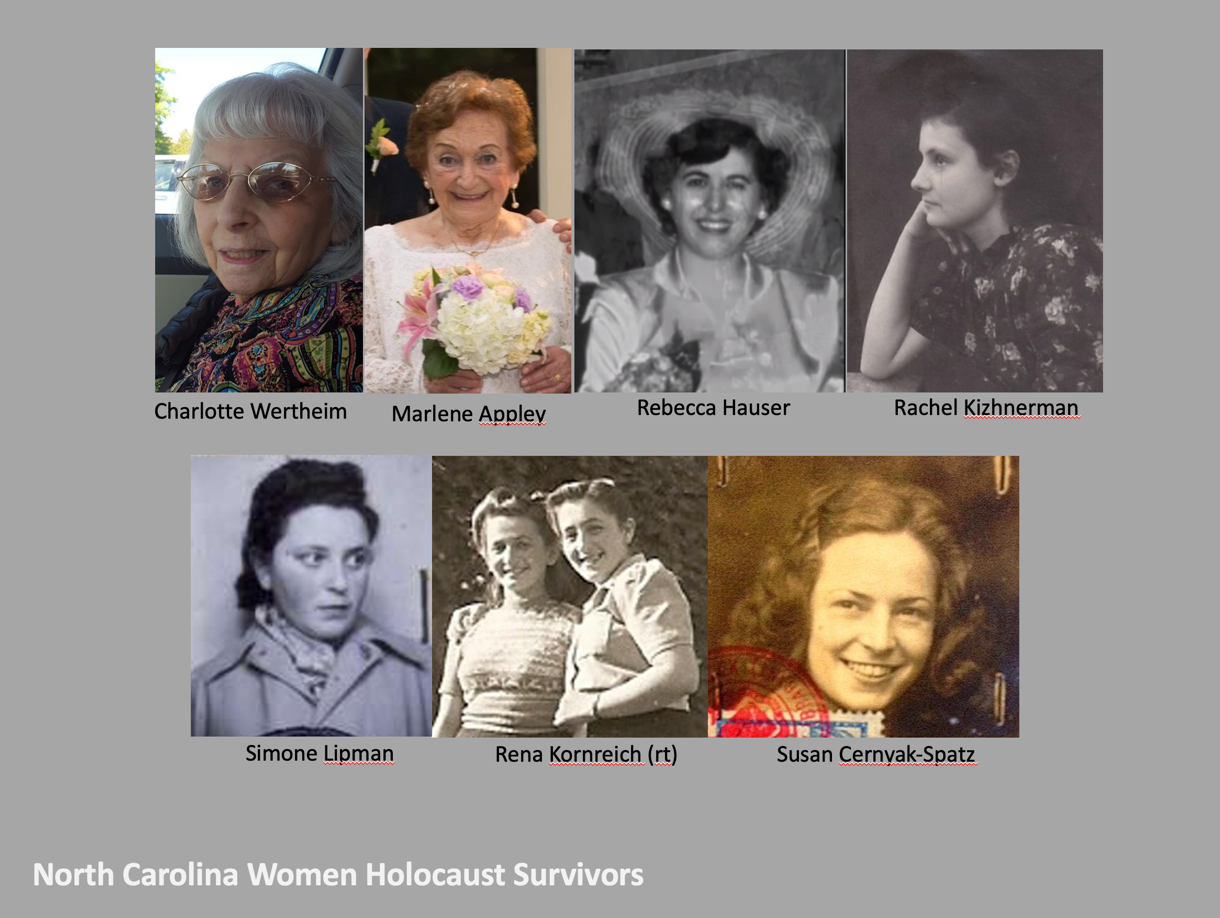 Charlotte Wertheim
Marlene Appley
Rebecca Hauser
Rachel Kizhnerman
Simone Lipman
Rena Kornreich (rt)
Susan Cernyak-Spatz
North Carolina Women Holocaust Survivors